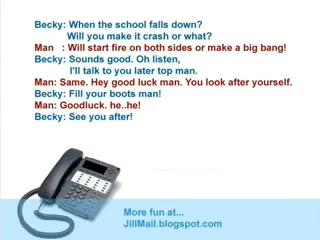 Becky: When the school falls down?
Will you make it crash or what?
Man : Will start fire on both sides or make a big bang!
Becky: Sounds good. Oh listen,
I'll talk to you later top man.
Man: Same. Hey good luck man. You look after yourself.
Becky: Fill your boots man!
Man: Goodluck. he..he!
Becky: See you after!
More fun at...
JillMail.blogspot.com